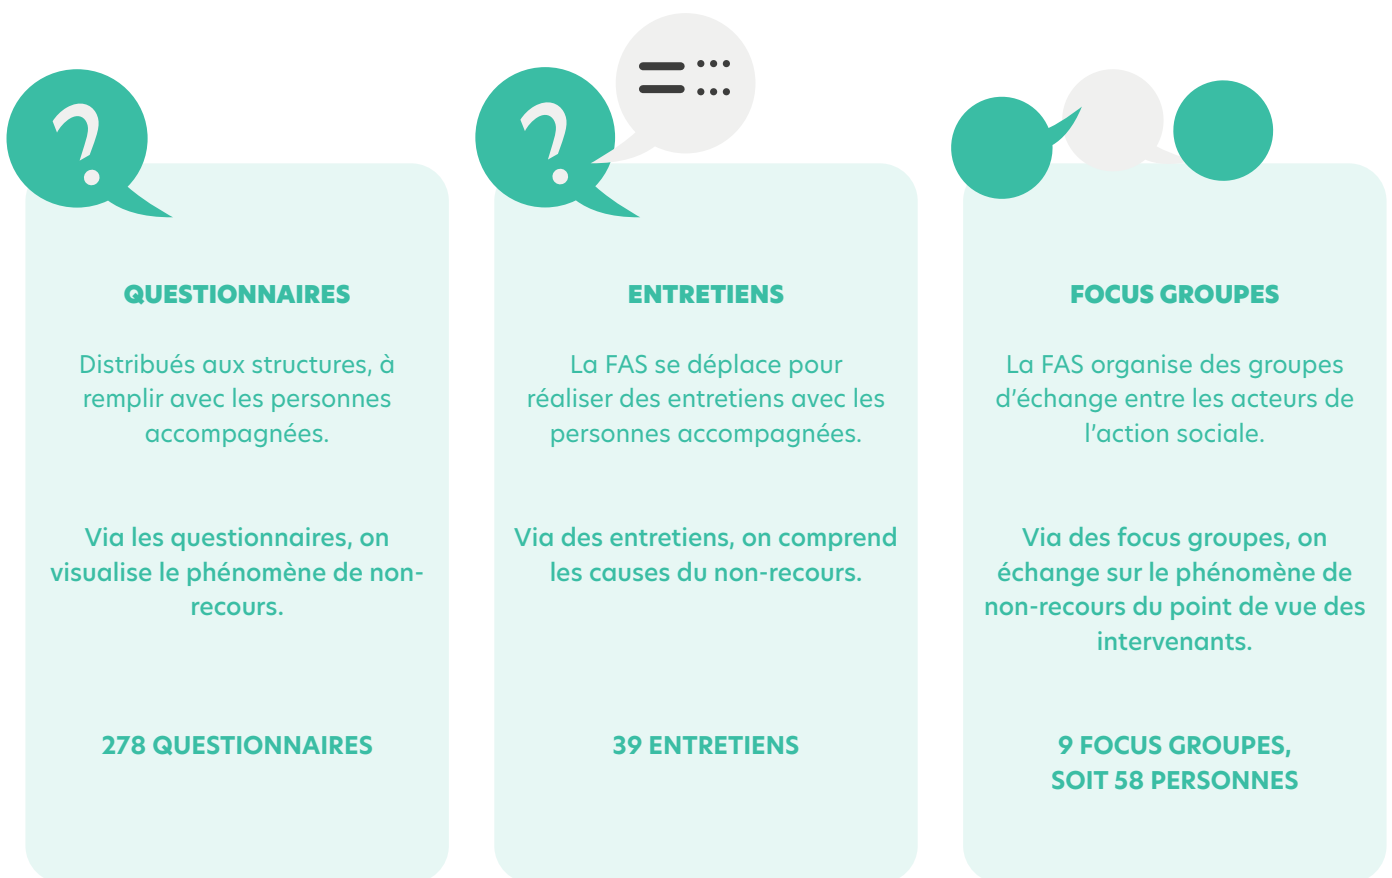 QUESTIONNAIRES
Distribués aux structures, à
remplir avec les personnes
accompagnées.
Via les questionnaires, on
visualise le phénomène de non-
recours.
278 QUESTIONNAIRES
ENTRETIENS
La FAS se déplace pour
réaliser des entretiens avec les
personnes accompagnées.
Via des entretiens, on comprend
les causes du non-recours.
39 ENTRETIENS
FOCUS GROUPES
La FAS organise des groupes
d'échange entre les acteurs de
l'action sociale.
Via des focus groupes, on
échange sur le phénomène de
non-recours du point de vue des
intervenants.
9 FOCUS GROUPES,
SOIT 58 PERSONNES